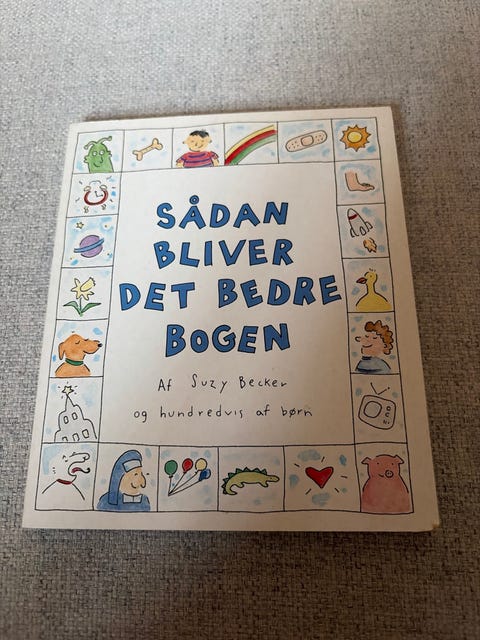 SÅDAN
BLIVER
DET BEDRE
BOGEN
Af Suzy Becker
og hundredvis af børn